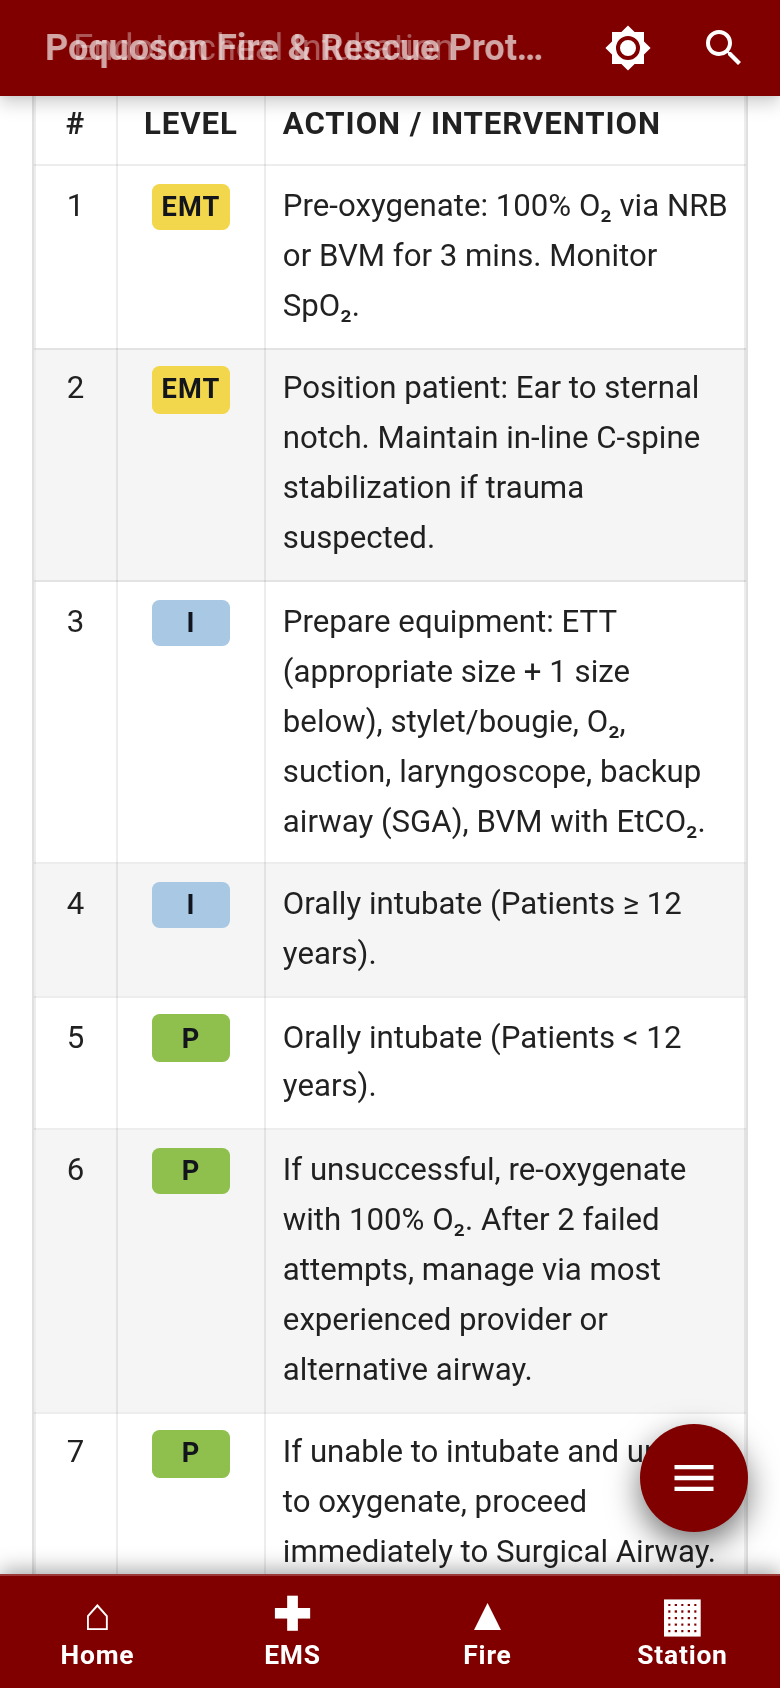 Poquoson Fire & Rescue Prot...
Endotracheal Intubation
# LEVEL ACTION / INTERVENTION
1 EMT Pre-oxygenate: 100% O₂ via NRB
or BVM for 3 mins. Monitor
SpO₂.
2 EMT Position patient: Ear to sternal
notch. Maintain in-line C-spine
stabilization if trauma
suspected.
3 I Prepare equipment: ETT
(appropriate size + 1 size
below), stylet/bougie, O₂,
suction, laryngoscope, backup
airway (SGA), BVM with EtCO₂.
4 I Orally intubate (Patients ≥ 12
years).
5 P Orally intubate (Patients < 12
years).
6 P If unsuccessful, re-oxygenate
with 100% O₂. After 2 failed
attempts, manage via most
experienced provider or
alternative airway.
7 P If unable to intubate and
to oxygenate, proceed
immediately to Surgical Airway.
Home EMS Fire Station